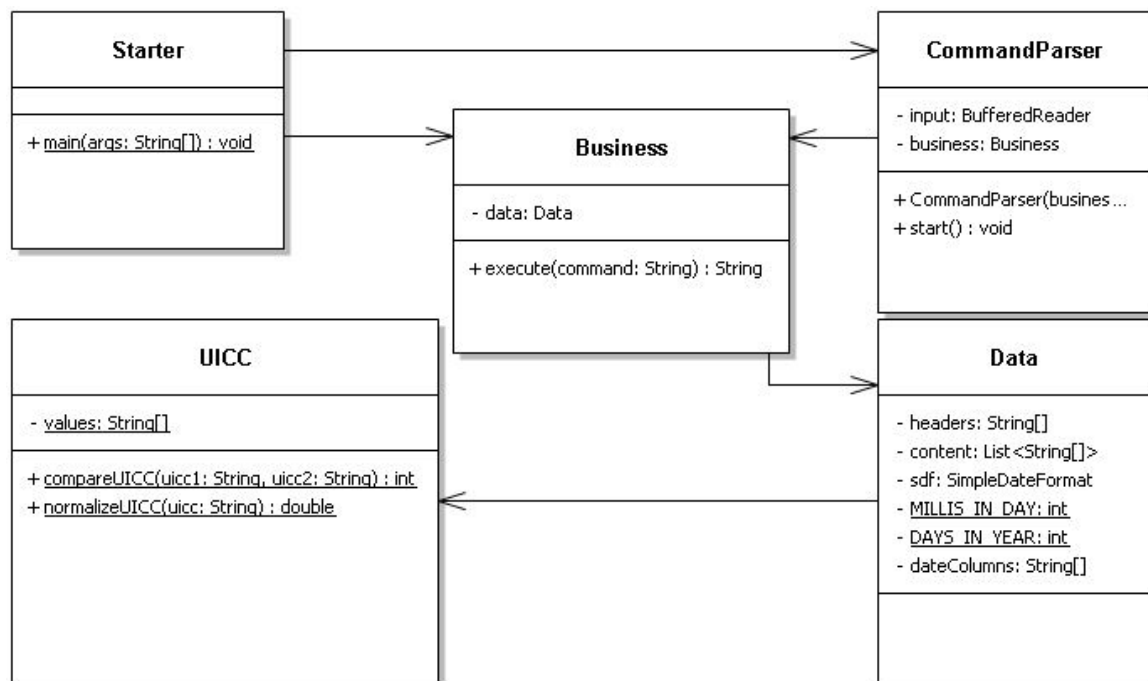 Starter
+ main(args: String[]) : void
CommandParser
- input: BufferedReader
- business: Business
+ CommandParser(busines ...
+ start() : void
Business
- data: Data
+ execute(command: String) : String
UICC
- values: String[]
+ compareUICC(uicc1: String, uicc2: String) : int
+ normalizeUICC(uicc: String) : double
Data
- headers: String[]
- content: List<String[]>
- sdf: SimpleDateFormat
- MILLIS_IN_DAY: int
- DAYS_IN_YEAR: int
- dateColumns: String[]